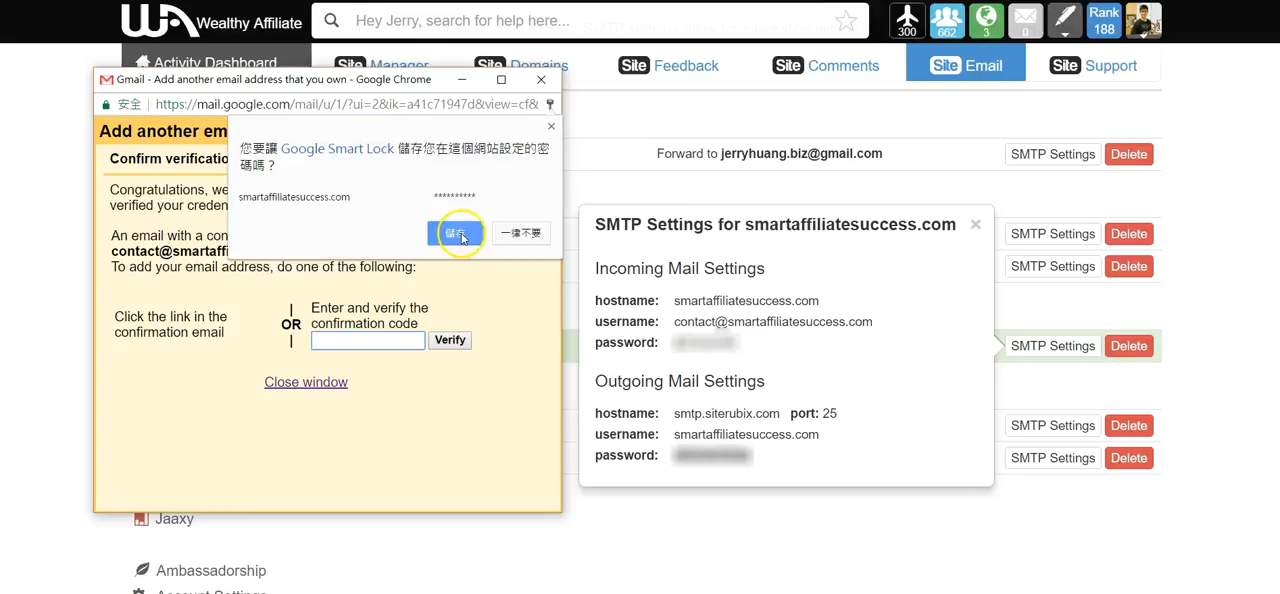 Wealthy Affiliate
Hey Jerry, search for help here...
300
662
3
0
Rank
188
Activity Dashboard
Site Manager
Site Domains
Site Feedback
Site Comments
Site Email
Site Support
Gmail - Add another email address that you own - Google Chrome
安全 | https://mail.google.com/mail/u/1/?ui=2&ik=a41c71947d&view=cf&
Add another em
Confirm verificatio
Congratulations, we
verified your creden
An email with a con
contact@smartaffi
To add your email address, do one of the following:
您要讓 Google Smart Lock 儲存您在這個網站設定的密
碼嗎？
smartaffiliatesuccess.com **********
儲存
一律不要
Click the link in the
confirmation email
|
OR
|
Enter and verify the
confirmation code
Verify
Close window
Forward to jerryhuang.biz@gmail.com
SMTP Settings Delete
SMTP Settings Delete
SMTP Settings Delete
SMTP Settings Delete
SMTP Settings Delete
SMTP Settings Delete
SMTP Settings for smartaffiliatesuccess.com
Incoming Mail Settings
hostname: smartaffiliatesuccess.com
username: contact@smartaffiliatesuccess.com
password:
Outgoing Mail Settings
hostname: smtp.siterubix.com port: 25
username: smartaffiliatesuccess.com
password:
Jaaxy
Ambassadorship
Account Settings